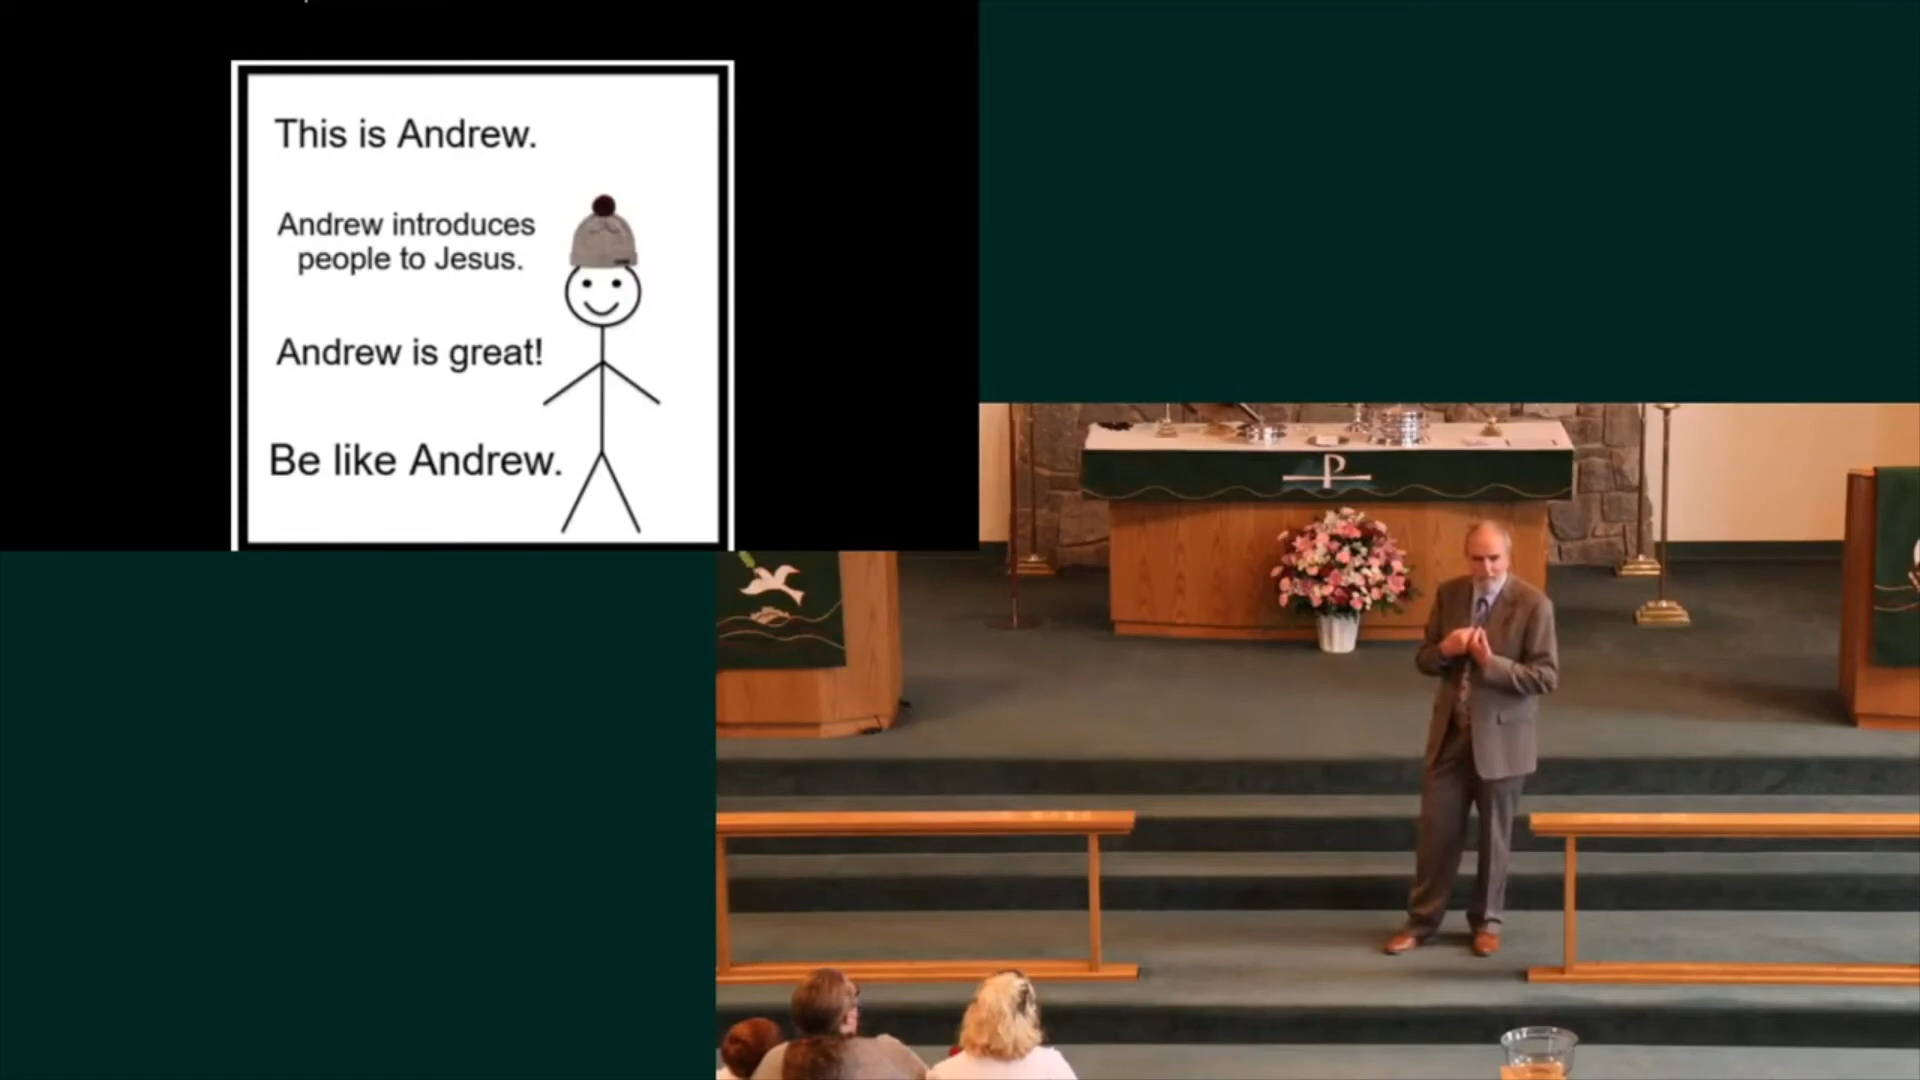 This is Andrew.
Andrew introduces
people to Jesus.
Andrew is great!
Be like Andrew.